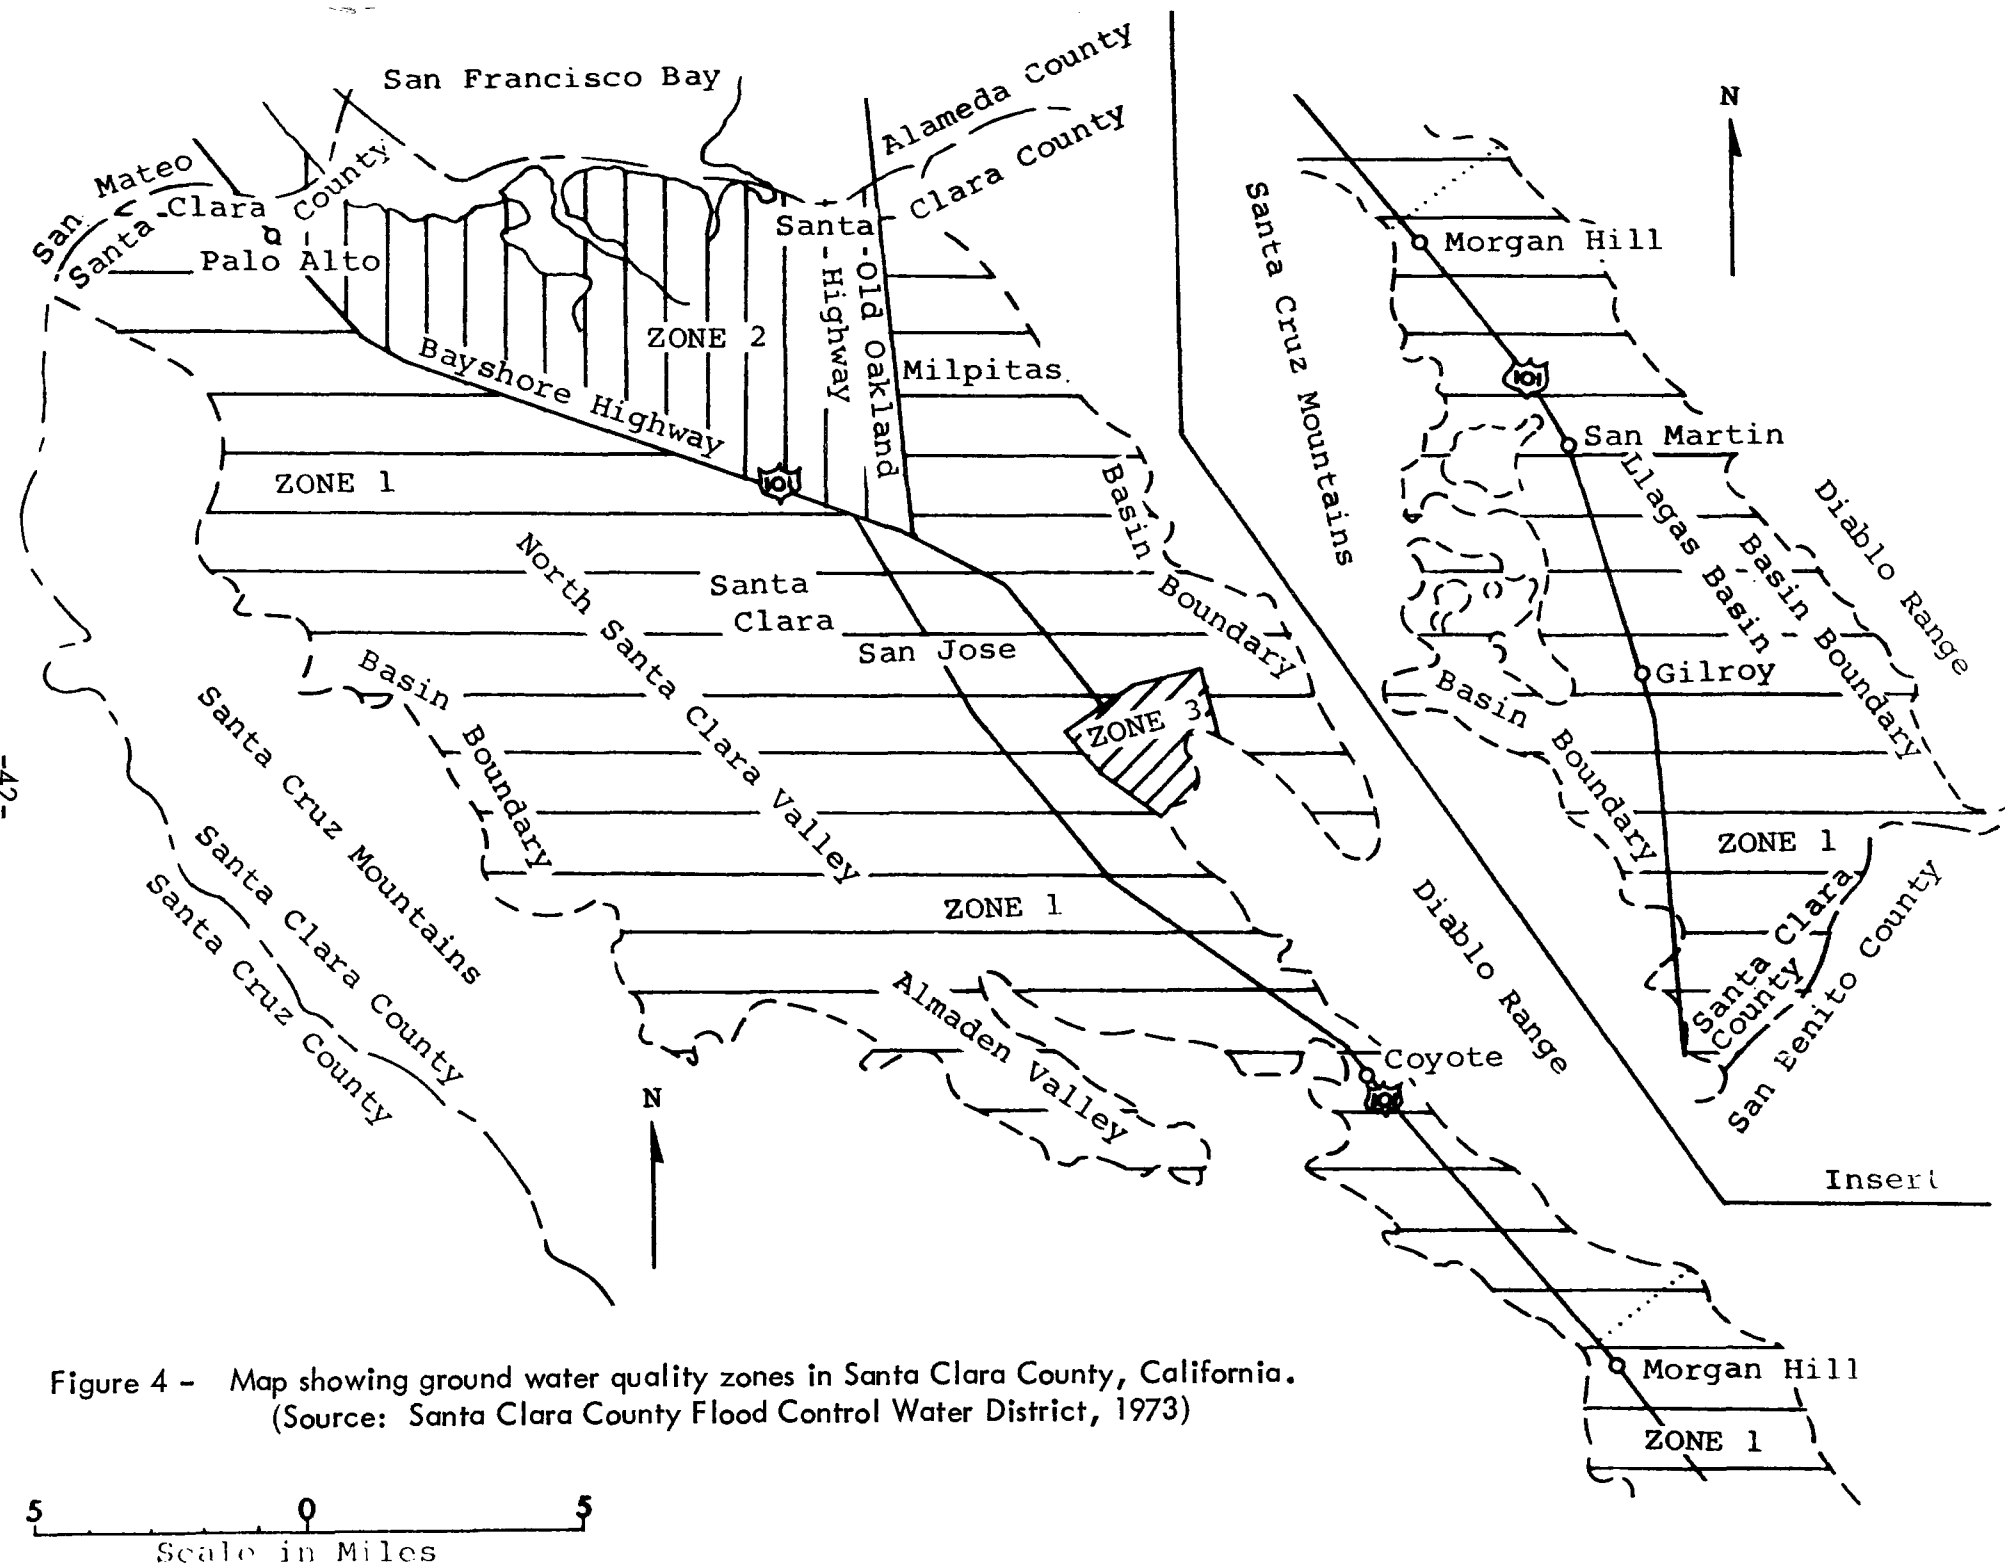 San Francisco Bay
Alameda County
Santa Clara County
San Mateo County
Santa Clara
Palo Alto
Old Oakland
Highway
ZONE 2
Bayshore Highway
Milpitas
101
ZONE 1
Basin Boundary
North Santa Clara Valley
Santa
Clara
San Jose
Basin Boundary
ZONE 3
Santa Cruz Mountains
Santa Clara County
Santa Cruz County
ZONE 1
Almaden Valley
Diablo Range
Coyote
101
N
Morgan Hill
ZONE 1
N
Santa Cruz Mountains
Morgan Hill
101
San Martin
Llagas Basin
Basin Boundary
Diablo Range
Gilroy
Basin Boundary
ZONE 1
Santa Clara
County
San Eenito County
Insert
-42-
Figure 4 - Map showing ground water quality zones in Santa Clara County, California.
(Source: Santa Clara County Flood Control Water District, 1973)
5 0 5
Scale in Miles